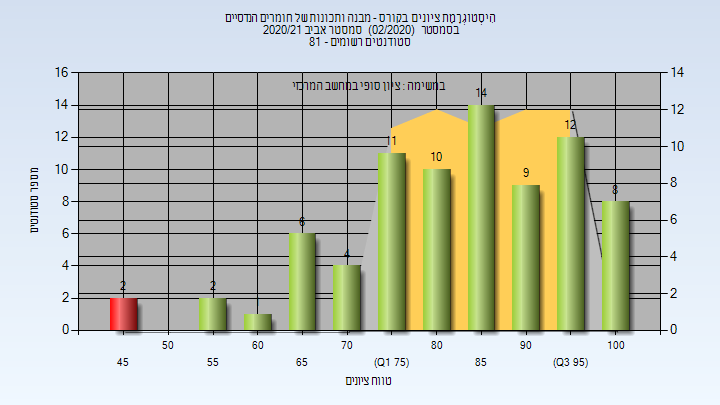 הִיסְטוֹגְרָמַת ציונים בקורס - מבנה ותכונות של חומרים הנדסיים
בסמסטר (02/2020) סמסטר אביב 2020/21
סטודנטים רשומים - 81
במשימה : ציון סופי במחשב המרכזי
מספר סטודנטים
16 14 12 10 8 6 4 2 0
14 12 10 8 6 4 2 0
2 2 6 4 11 10 14 9 12 8
45 50 55 60 65 70 (Q1 75) 80 85 90 (Q3 95) 100
טווח ציונים